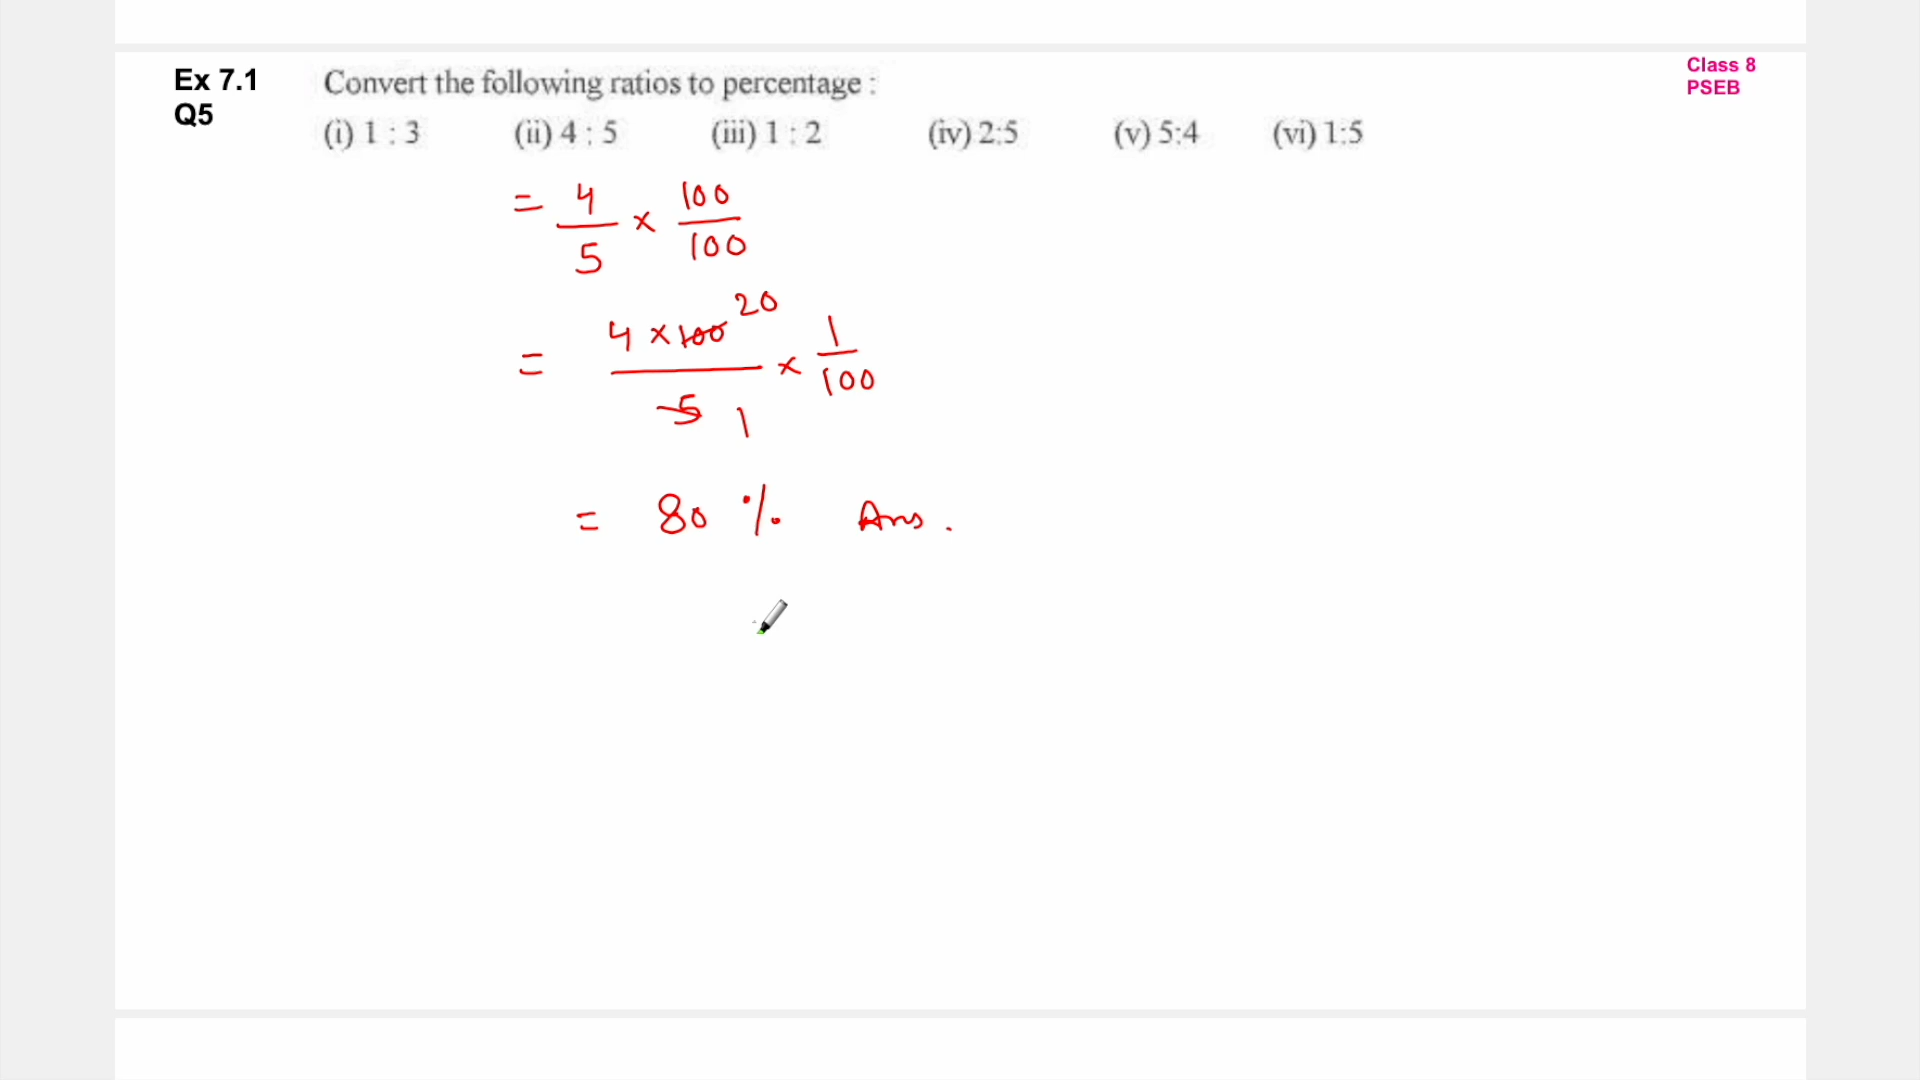 Ex 7.1 Convert the following ratios to percentage :
Class 8
PSEB
Q5
(i) 1 : 3 (ii) 4 : 5 (iii) 1 : 2 (iv) 2:5 (v) 5:4 (vi) 1:5
= 4/5 × 100/100
= 4 × 100 20 / 5 1 × 1/100
= 80 % Ans.